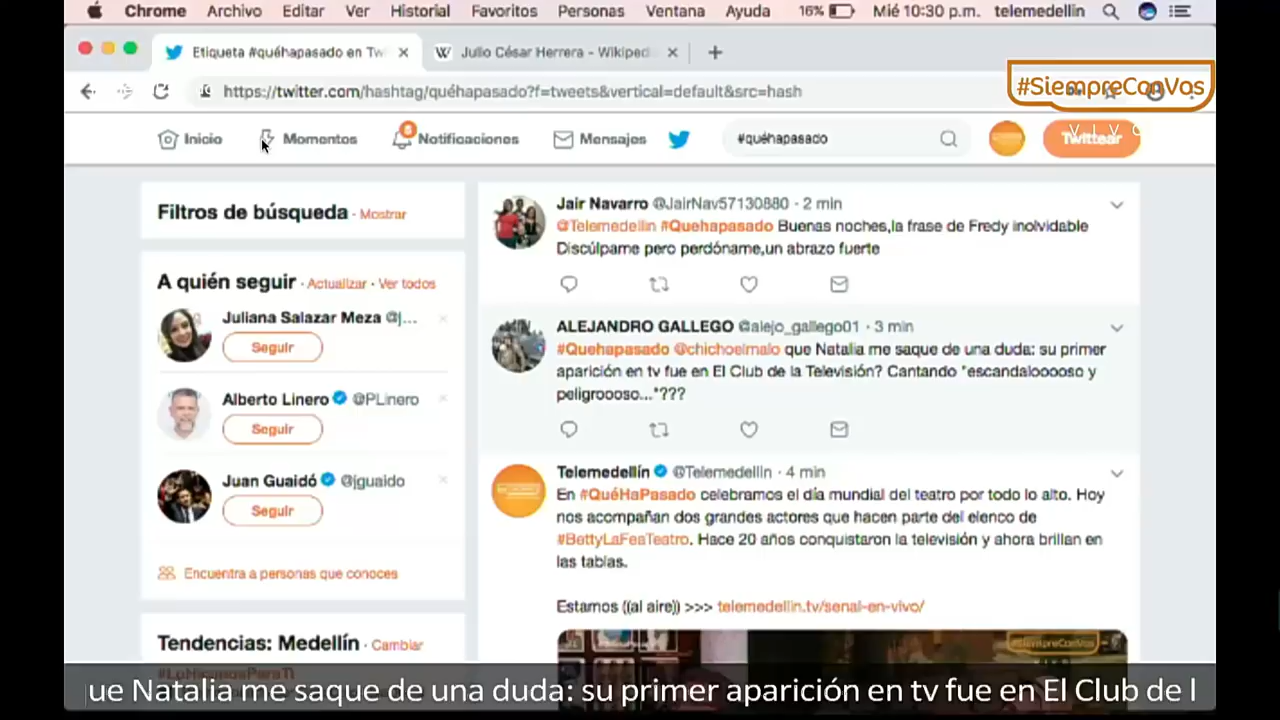 Chrome Archivo Editar Ver Historial Favoritos Personas Ventana Ayuda 16% Mié 10:30 p.m. telemedellin
Etiqueta #quéhapasado en Tw
W Julio César Herrera - Wikiped
https://twitter.com/hashtag/quéhapasado?f=tweets&vertical=default&src=hash
#SiempreConVos
Inicio Momentos Notificaciones Mensajes #quéhapasado Twittear
VIVO
Filtros de búsqueda · Mostrar
A quién seguir · Actualizar · Ver todos
Juliana Salazar Meza @j...
Seguir
Alberto Linero @PLinero
Seguir
Juan Guaidó @jguaido
Seguir
Encuentra a personas que conoces
Tendencias: Medellín · Cambiar
Jair Navarro @JairNav57130880 · 2 min
@Telemedellin #Quehapasado Buenas noches,la frase de Fredy inolvidable
Discúlpame pero perdóname,un abrazo fuerte
ALEJANDRO GALLEGO @alejo_gallego01 · 3 min
#Quehapasado @chichoelmalo que Natalia me saque de una duda: su primer
aparición en tv fue en El Club de la Televisión? Cantando "escandalooooso y
peligroooso..."???
Telemedellín @Telemedellin · 4 min
En #QuéHaPasado celebramos el día mundial del teatro por todo lo alto. Hoy
nos acompañan dos grandes actores que hacen parte del elenco de
#BettyLaFeaTeatro. Hace 20 años conquistaron la televisión y ahora brillan en
las tablas.
Estamos ((al aire)) >>> telemedellin.tv/senal-en-vivo/
#SiempreConVos
ue Natalia me saque de una duda: su primer aparición en tv fue en El Club de l